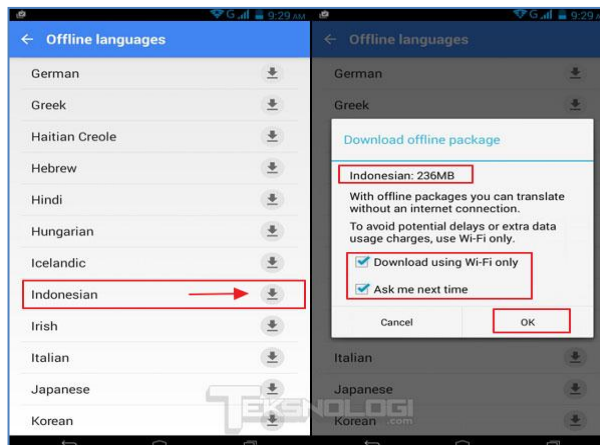 G 9:29 AM
← Offline languages
German
Greek
Haitian Creole
Hebrew
Hindi
Hungarian
Icelandic
Indonesian
Irish
Italian
Japanese
Korean
G 9:29 AM
← Offline languages
German
Greek
Download offline package
Indonesian: 236MB
With offline packages you can translate
without an internet connection.
To avoid potential delays or extra data
usage charges, use Wi-Fi only.
Download using Wi-Fi only
Ask me next time
Cancel OK
Italian
Japanese
Korean
TEKSNOLOGI
.com